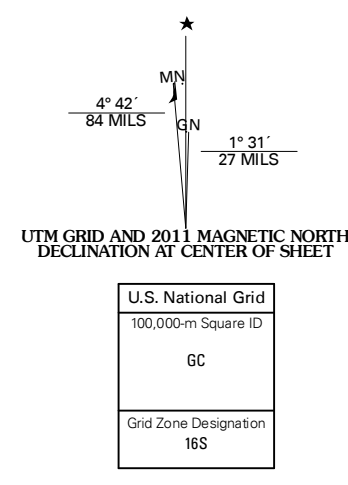 MN
4° 42´
84 MILS
GN
1° 31´
27 MILS
UTM GRID AND 2011 MAGNETIC NORTH
DECLINATION AT CENTER OF SHEET
U.S. National Grid
100,000-m Square ID
GC
Grid Zone Designation
16S